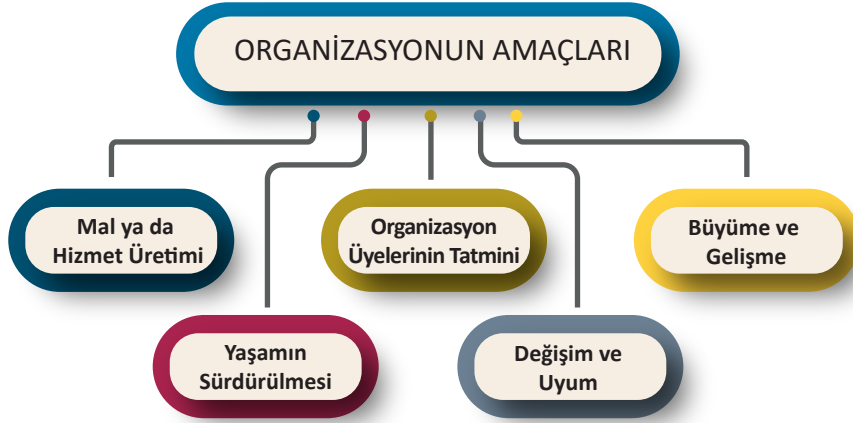 ORGANİZASYONUN AMAÇLARI
Mal ya da
Hizmet Üretimi
Organizasyon
Üyelerinin Tatmini
Büyüme ve
Gelişme
Yaşamın
Sürdürülmesi
Değişim ve
Uyum